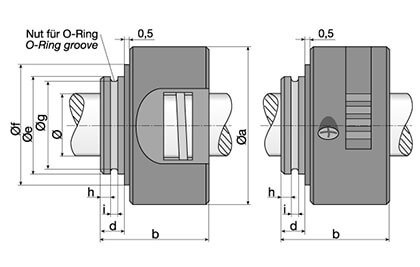 Nut für O-Ring
O-Ring groove
0,5
0,5
Øf
Øe
Øg
Ø
Øa
h
i
d
b
h
i
d
b